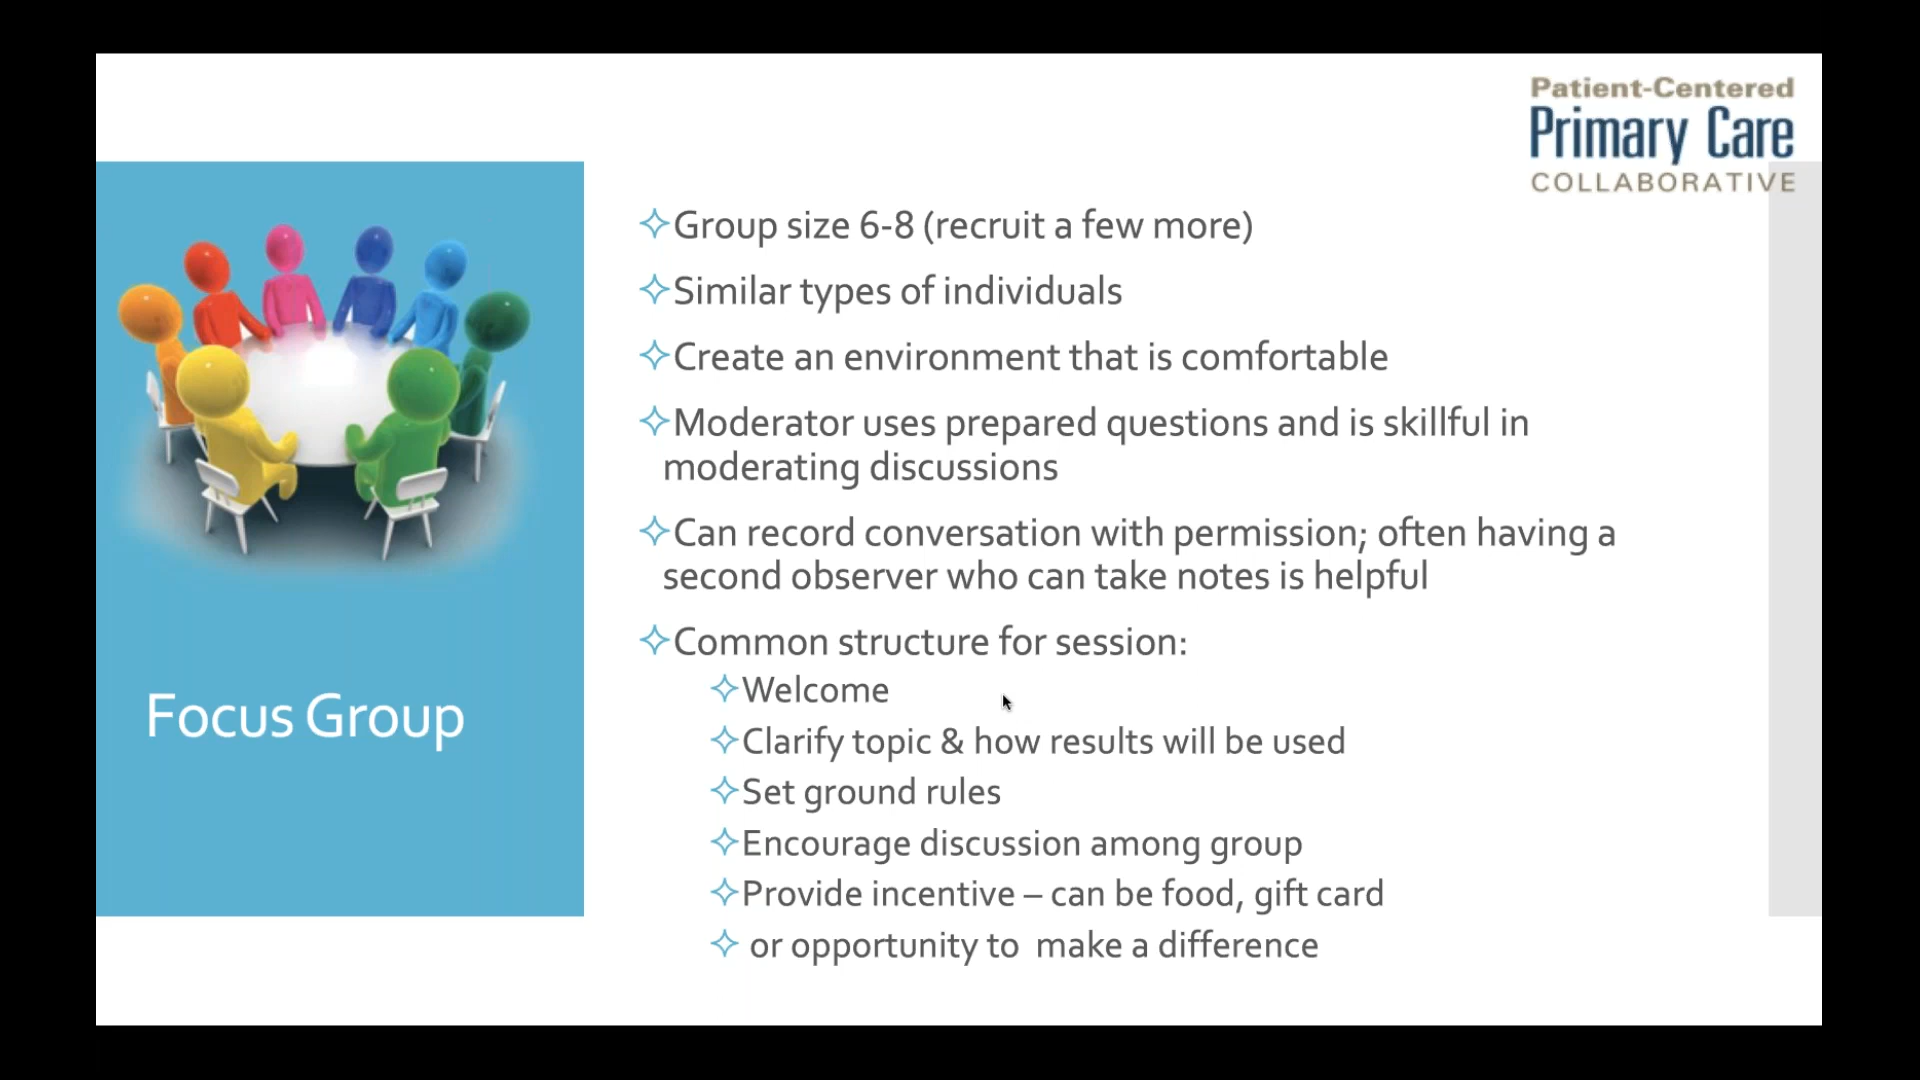 Patient-Centered
Primary Care
COLLABORATIVE
Focus Group
Group size 6-8 (recruit a few more)
Similar types of individuals
Create an environment that is comfortable
Moderator uses prepared questions and is skillful in
moderating discussions
Can record conversation with permission; often having a
second observer who can take notes is helpful
Common structure for session:
Welcome
Clarify topic & how results will be used
Set ground rules
Encourage discussion among group
Provide incentive – can be food, gift card
or opportunity to make a difference